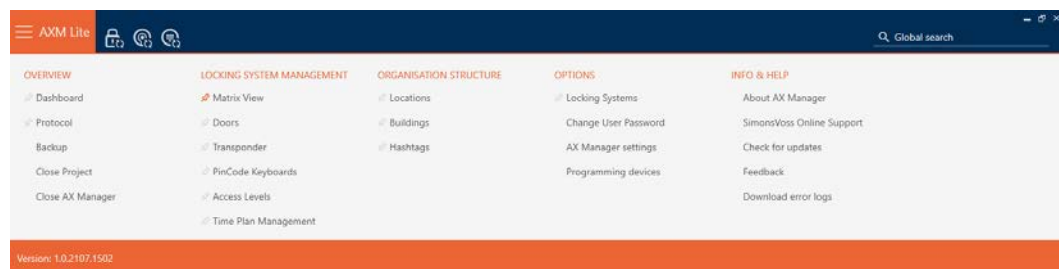 AXM Lite
Global search
OVERVIEW
Dashboard
Protocol
Backup
Close Project
Close AX Manager
LOCKING SYSTEM MANAGEMENT
Matrix View
Doors
Transponder
PinCode Keyboards
Access Levels
Time Plan Management
ORGANISATION STRUCTURE
Locations
Buildings
Hashtags
OPTIONS
Locking Systems
Change User Password
AX Manager settings
Programming devices
INFO & HELP
About AX Manager
SimonsVoss Online Support
Check for updates
Feedback
Download error logs
Version: 1.0.2107.1502